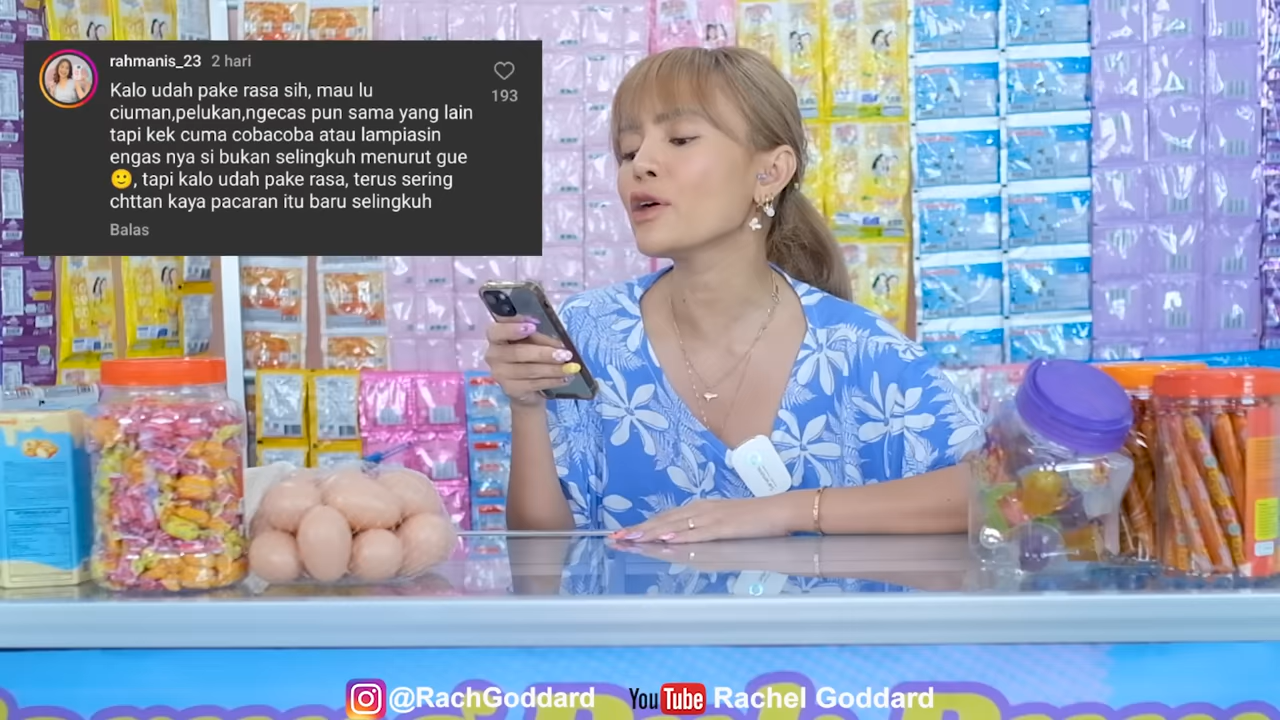 rahmanis_23 2 hari
Kalo udah pake rasa sih, mau lu
ciuman,pelukan,ngecas pun sama yang lain
tapi kek cuma cobacoba atau lampiasin
engas nya si bukan selingkuh menurut gue
🙂, tapi kalo udah pake rasa, terus sering
chttan kaya pacaran itu baru selingkuh
193
Balas
@RachGoddard YouTube Rachel Goddard